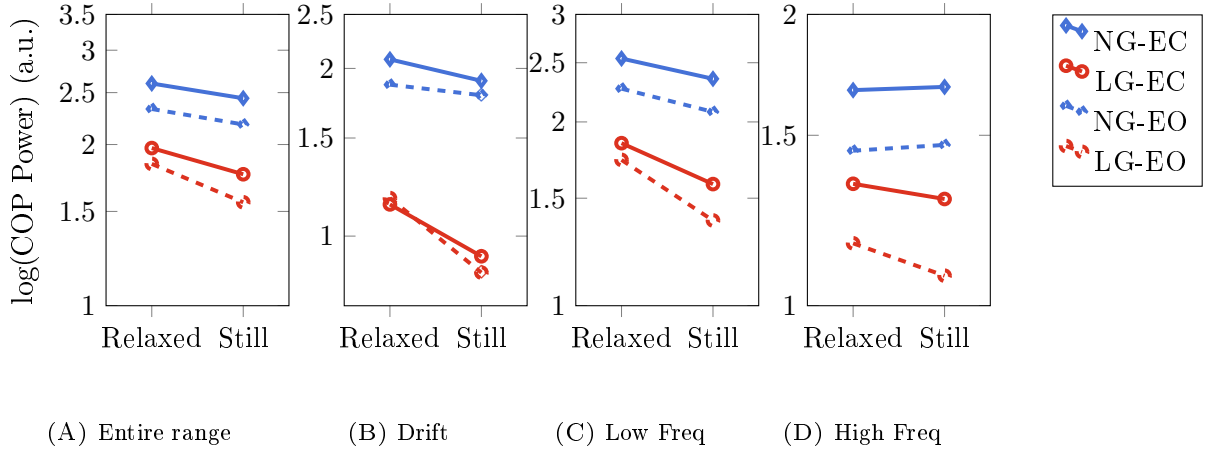 log(COP Power) (a.u.)
3.5
3
2.5
2
1.5
1
Relaxed Still
(A) Entire range
2.5
2
1.5
1
Relaxed Still
(B) Drift
3
2.5
2
1.5
1
Relaxed Still
(C) Low Freq
2
1.5
1
Relaxed Still
(D) High Freq
NG-EC
LG-EC
NG-EO
LG-EO